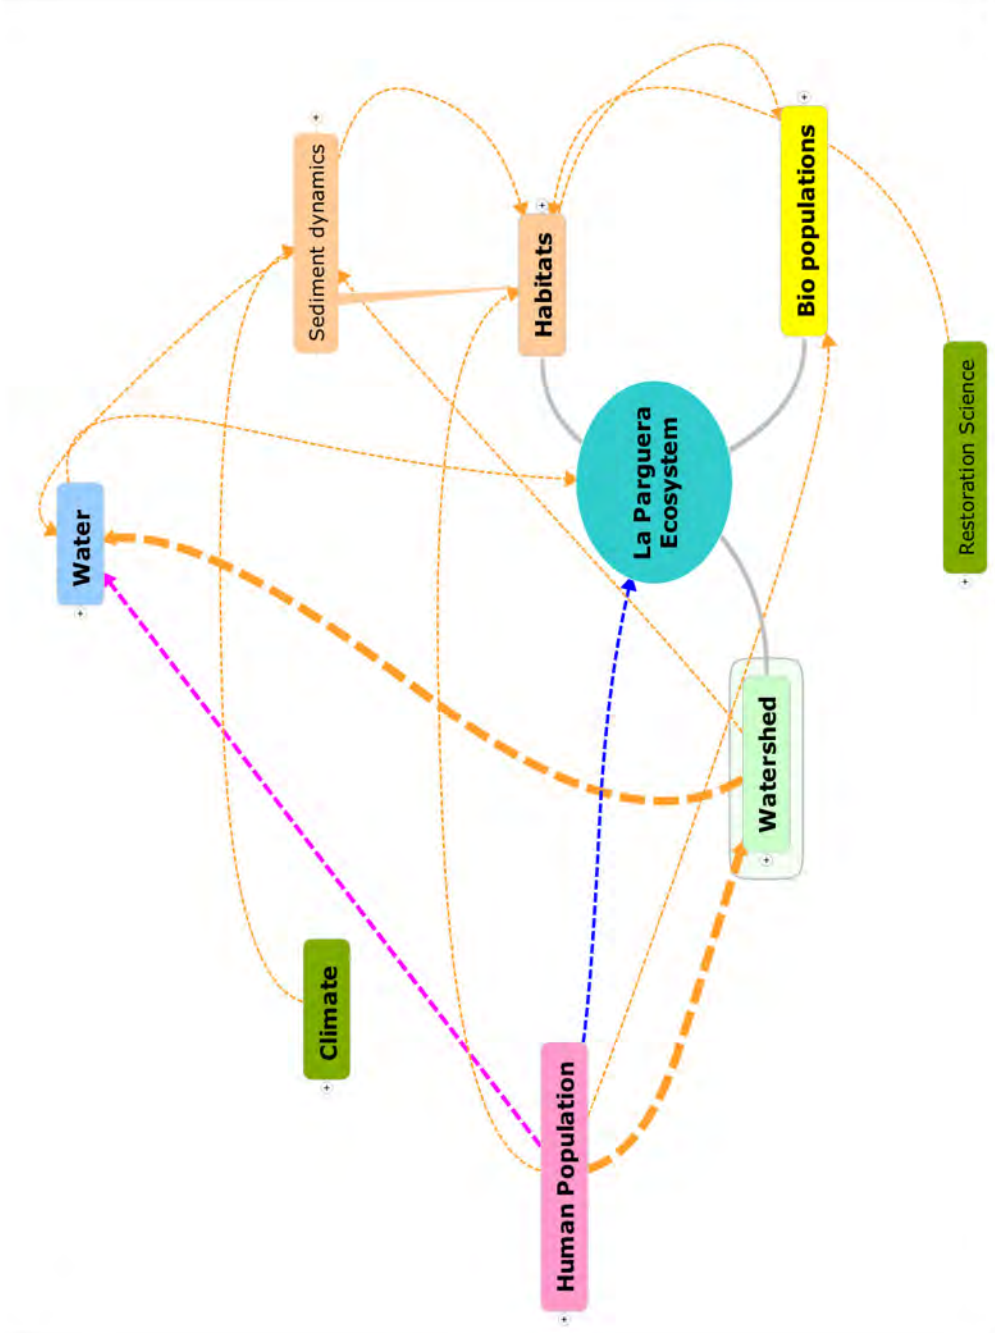 Water
Sediment dynamics
Climate
Habitats
Human Population
La Parguera
Ecosystem
Bio populations
Watershed
Restoration Science